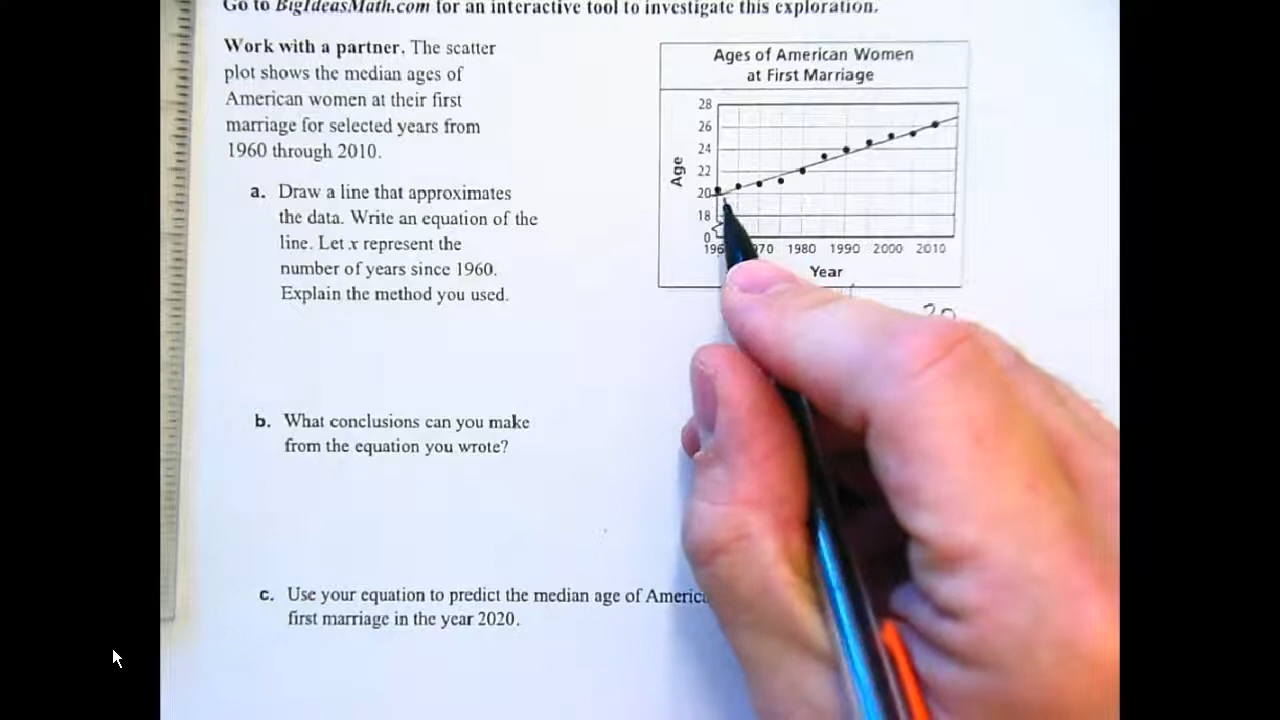 Go to BigIdeasMath.com for an interactive tool to investigate this exploration.
Work with a partner. The scatter
plot shows the median ages of
American women at their first
marriage for selected years from
1960 through 2010.
a. Draw a line that approximates
the data. Write an equation of the
line. Let x represent the
number of years since 1960.
Explain the method you used.
Ages of American Women
at First Marriage
Age
28
26
24
22
20
18
0
196 70 1980 1990 2000 2010
Year
20
b. What conclusions can you make
from the equation you wrote?
c. Use your equation to predict the median age of America
first marriage in the year 2020.